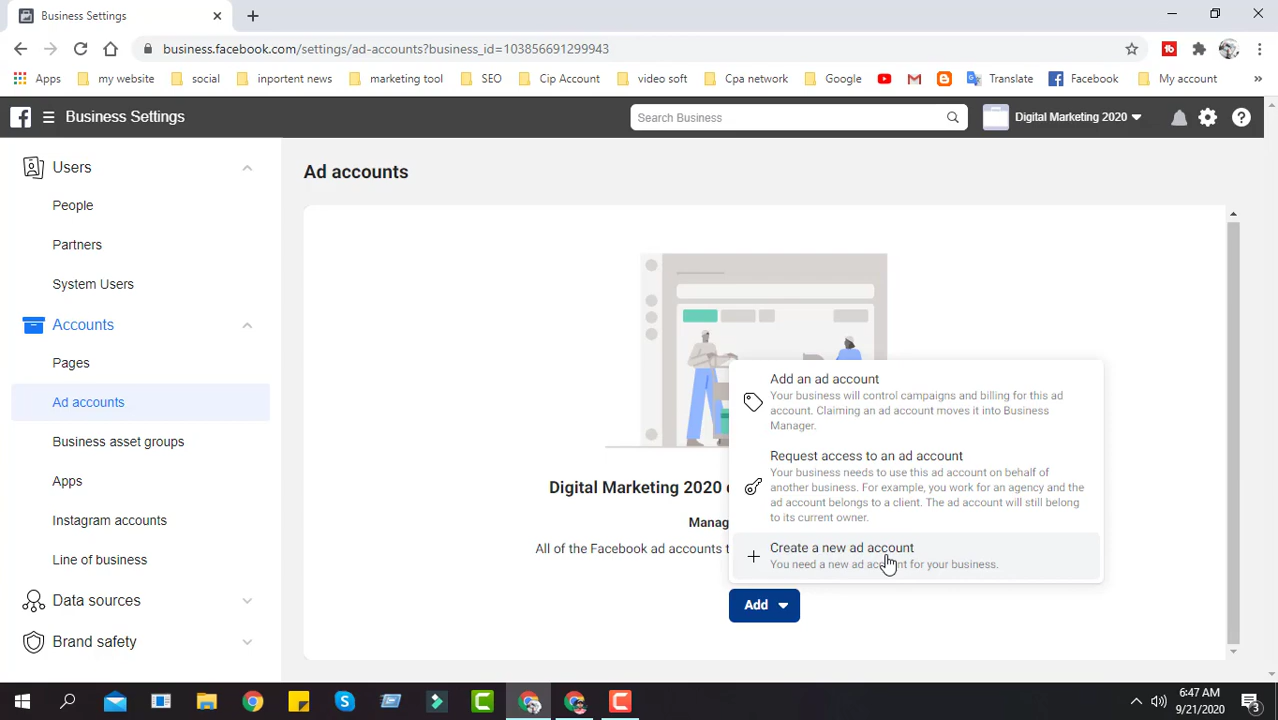 Business Settings
business.facebook.com/settings/ad-accounts?business_id=103856691299943
Apps
my website
social
inportent news
marketing tool
SEO
Cip Account
video soft
Cpa network
Google
Translate
Facebook
My account
»
Business Settings
Search Business
Digital Marketing 2020
Users
People
Partners
System Users
Accounts
Pages
Ad accounts
Business asset groups
Apps
Instagram accounts
Line of business
Data sources
Brand safety
Ad accounts
Digital Marketing 2020
Manag
All of the Facebook ad accounts
Add an ad account
Your business will control campaigns and billing for this ad
account. Claiming an ad account moves it into Business
Manager.
Request access to an ad account
Your business needs to use this ad account on behalf of
another business. For example, you work for an agency and the
ad account belongs to a client. The ad account will still belong
to its current owner.
Create a new ad account
You need a new ad account for your business.
Add
6:47 AM
9/21/2020
3